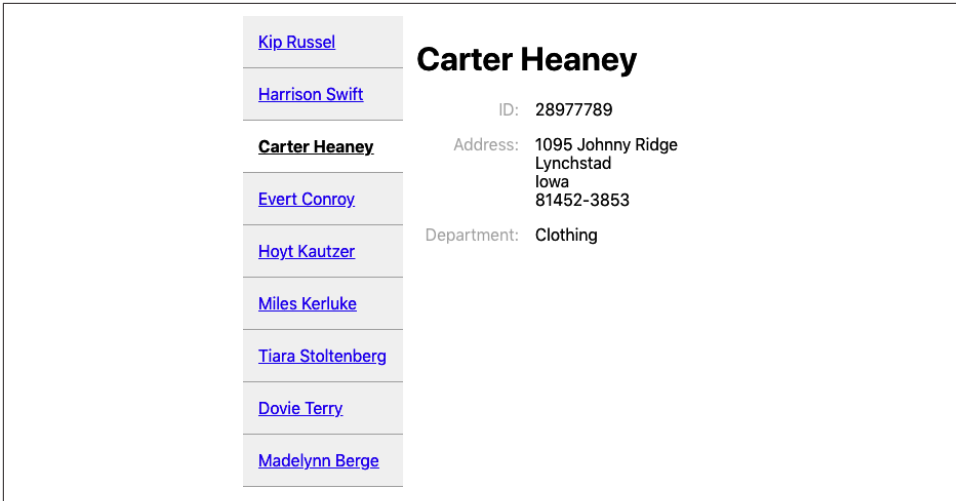 Kip Russel
Harrison Swift
Carter Heaney
Evert Conroy
Hoyt Kautzer
Miles Kerluke
Tiara Stoltenberg
Dovie Terry
Madelynn Berge
Carter Heaney
ID: 28977789
Address: 1095 Johnny Ridge
Lynchstad
Iowa
81452-3853
Department: Clothing